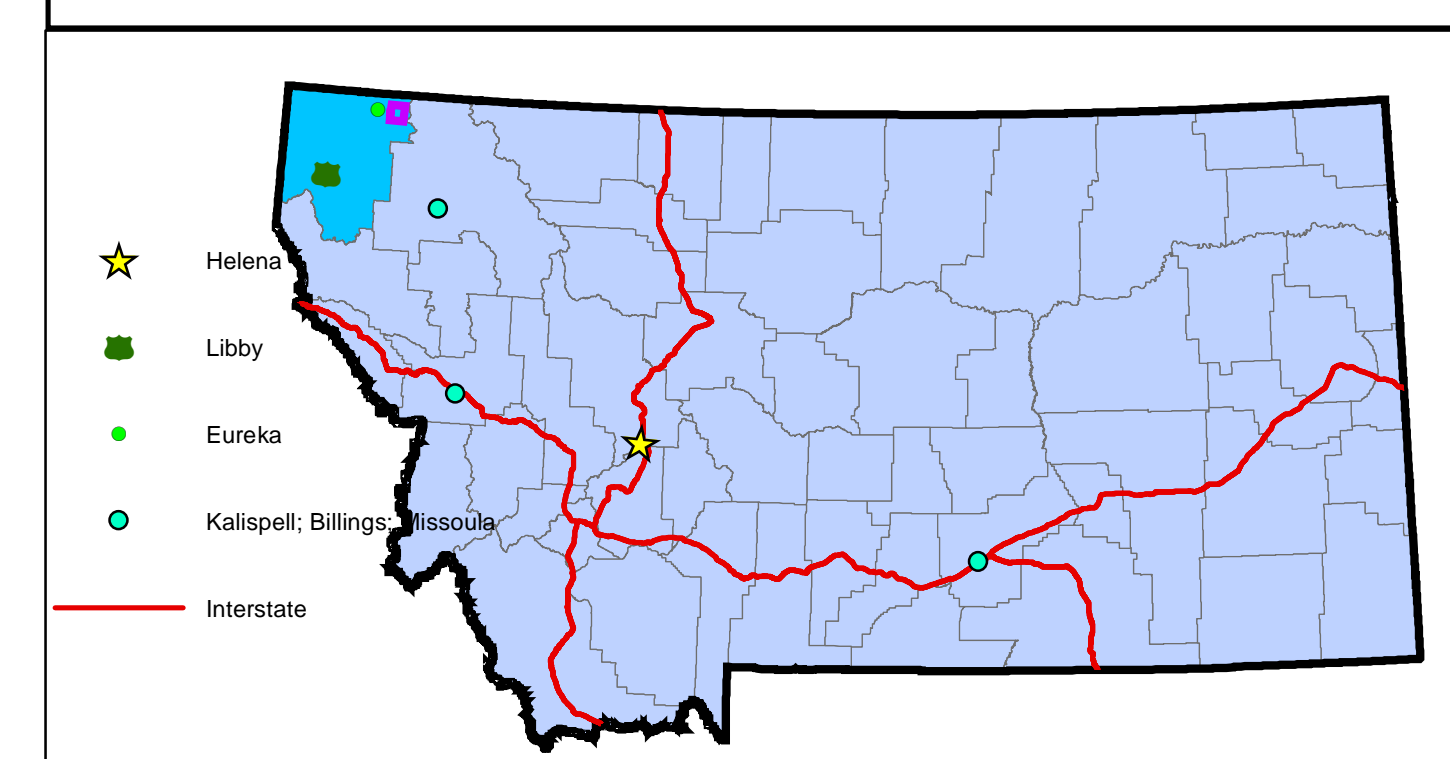 Helena
Libby
Eureka
Kalispell; Billings; Missoula
Interstate